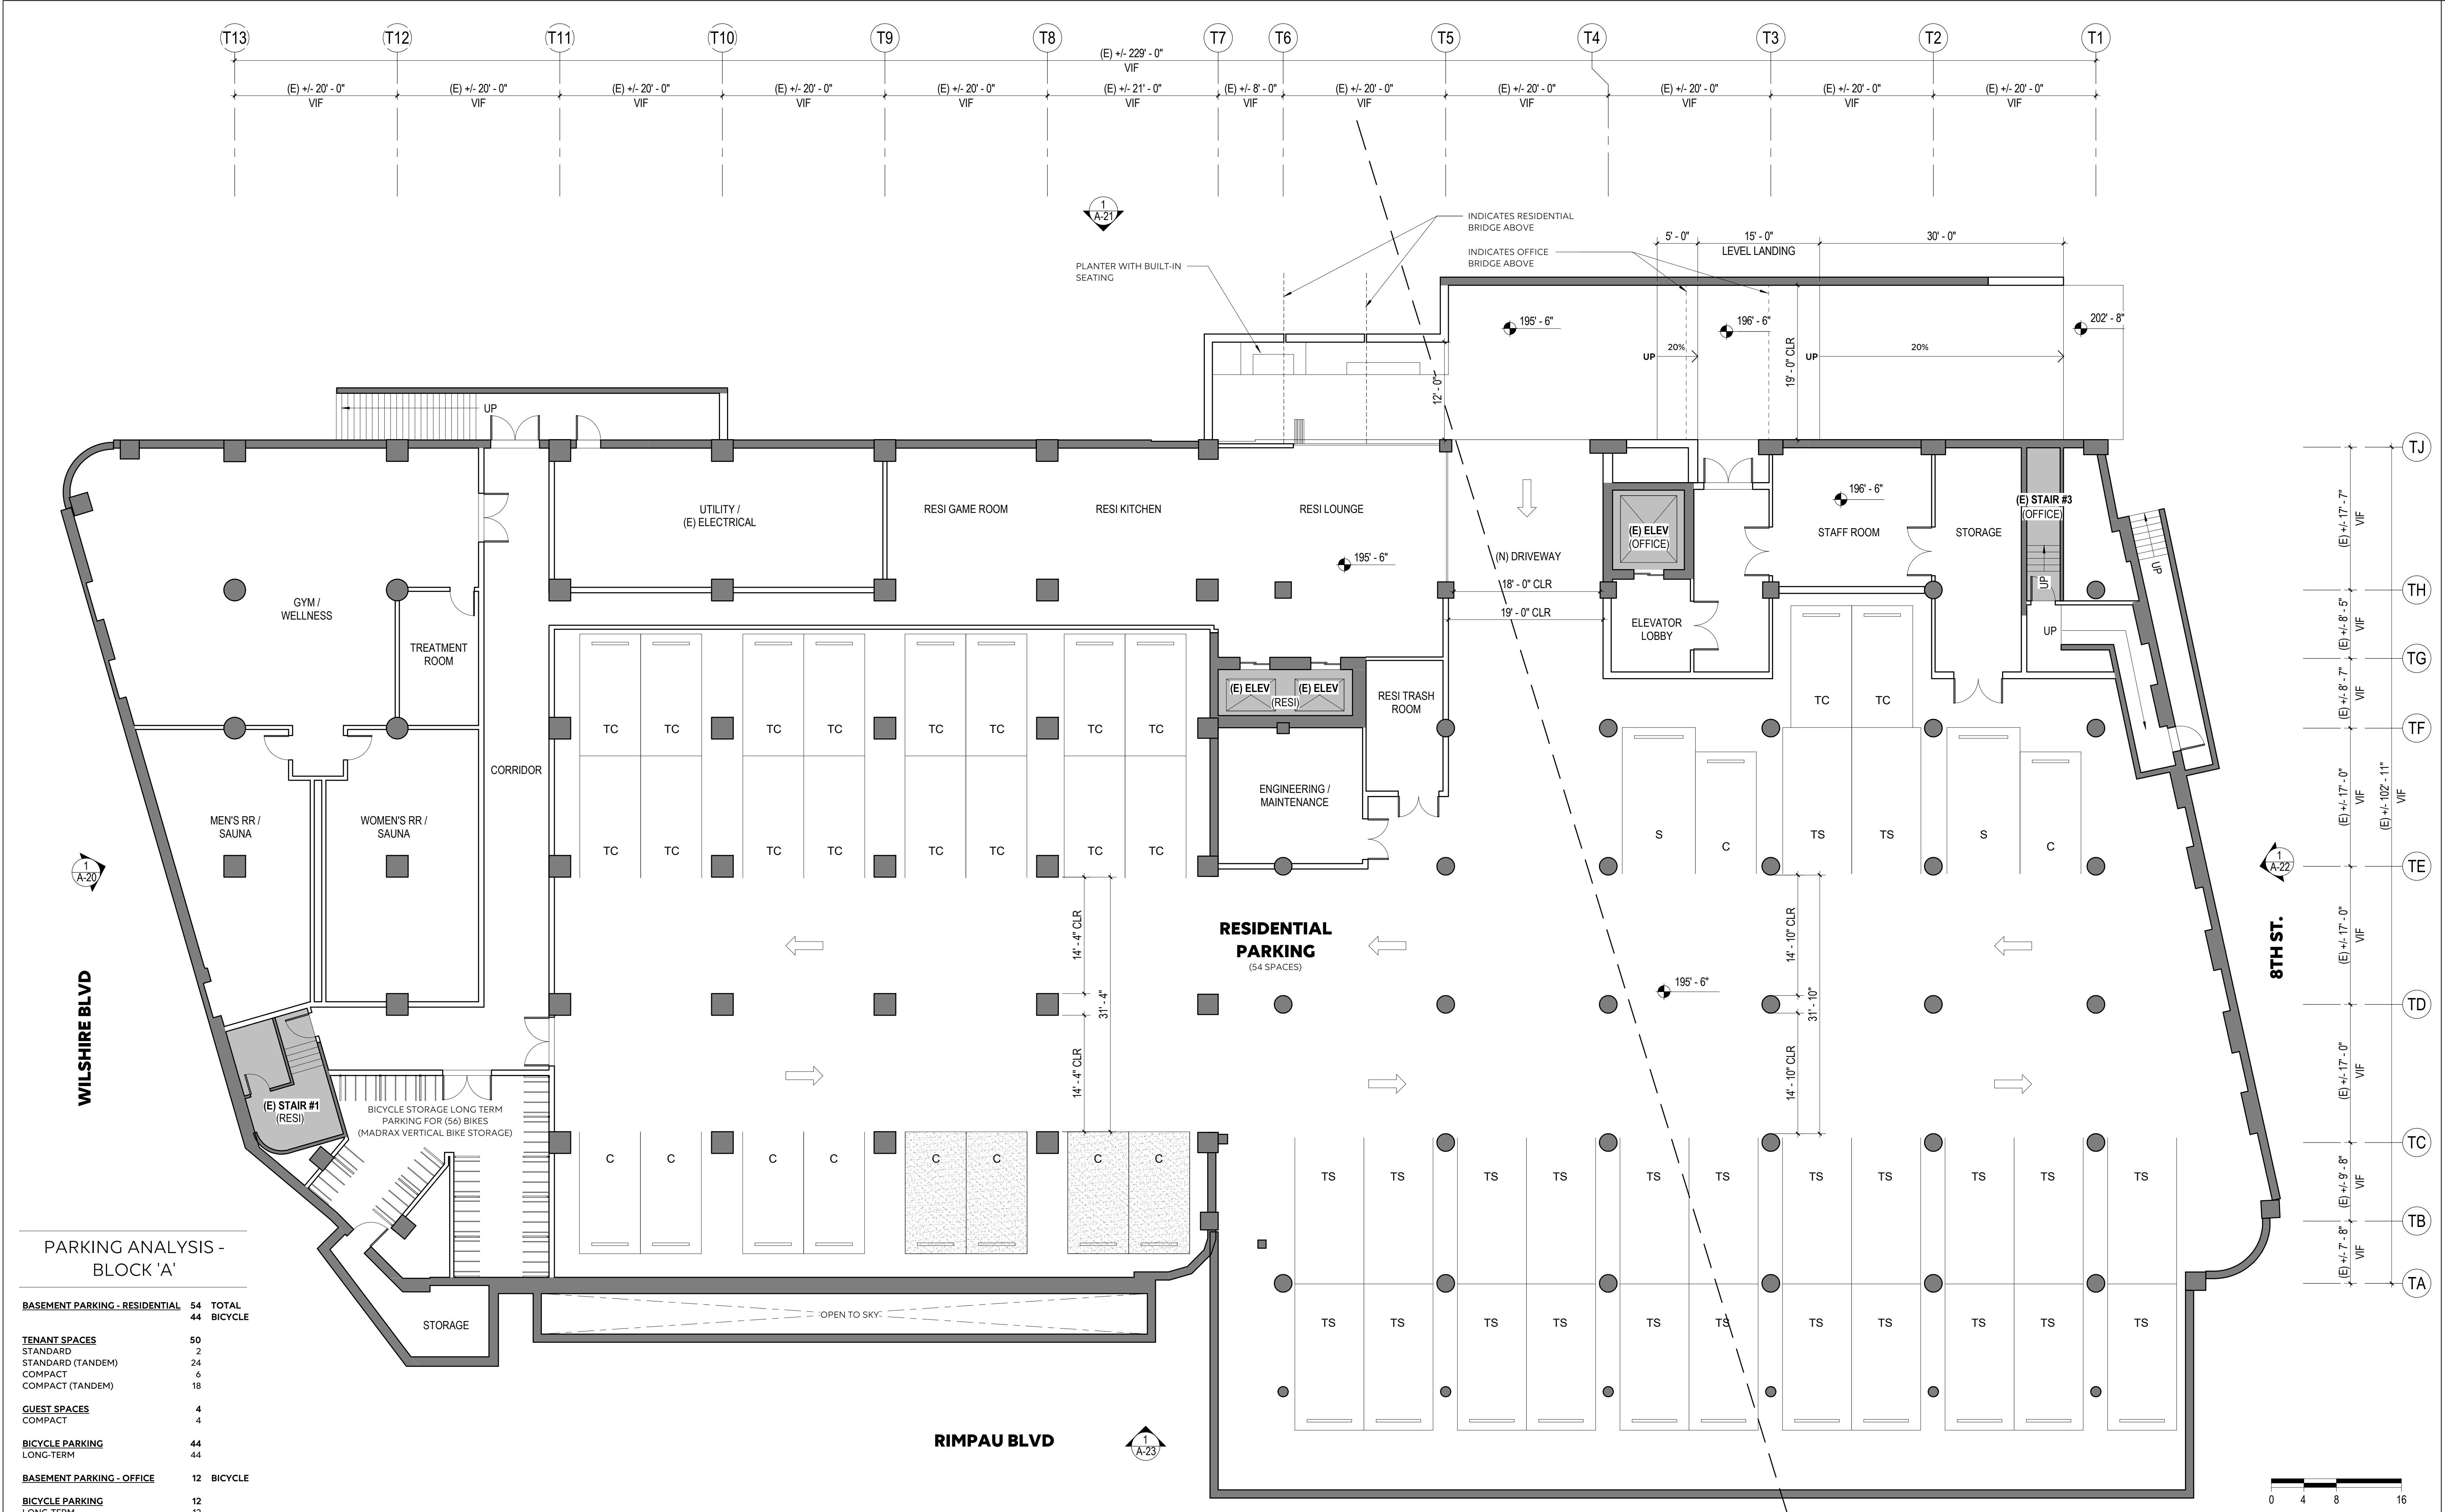 T13 T12 T11 T10 T9 T8 T7 T6 T5 T4 T3 T2 T1
(E) +/- 229' - 0"
VIF
(E) +/- 20' - 0" (E) +/- 20' - 0" (E) +/- 20' - 0" (E) +/- 20' - 0" (E) +/- 20' - 0" (E) +/- 21' - 0" (E) +/- 8' - 0" (E) +/- 20' - 0" (E) +/- 20' - 0" (E) +/- 20' - 0" (E) +/- 20' - 0" (E) +/- 20' - 0"
VIF VIF VIF VIF VIF VIF VIF VIF VIF VIF VIF VIF
1
A-21
INDICATES RESIDENTIAL
BRIDGE ABOVE
INDICATES OFFICE
BRIDGE ABOVE
PLANTER WITH BUILT-IN
SEATING
5' - 0" 15' - 0" 30' - 0"
LEVEL LANDING
195' - 6" 196' - 6" 202' - 8"
UP 20% UP 20%
19' - 0" CLR
12' - 0"
UP
TJ
UTILITY /
(E) ELECTRICAL
RESI GAME ROOM
RESI KITCHEN
RESI LOUNGE
195' - 6"
(N) DRIVEWAY
18' - 0" CLR
19' - 0" CLR
(E) ELEV
(OFFICE)
ELEVATOR
LOBBY
196' - 6"
STAFF ROOM
STORAGE
(E) STAIR #3
(OFFICE)
UP
UP
UP
(E) +/- 17' - 7"
VIF
TH
(E) +/- 8' - 5"
VIF
TG
(E) +/- 8' - 7"
VIF
TF
(E) +/- 17' - 0"
VIF
(E) +/- 102' - 11"
VIF
TE
(E) +/- 17' - 0"
VIF
TD
(E) +/- 17' - 0"
VIF
TC
(E) +/- 9' - 8"
VIF
TB
(E) +/- 7' - 8"
VIF
TA
GYM /
WELLNESS
TREATMENT
ROOM
(E) ELEV (E) ELEV
(RESI)
RESI TRASH
ROOM
TC TC
TC TC TC TC TC TC TC TC
CORRIDOR
ENGINEERING /
MAINTENANCE
MEN'S RR /
SAUNA
WOMEN'S RR /
SAUNA
TC TC TC TC TC TC TC TC
S C TS TS S C
1
A-20
1
A-22
14' - 4" CLR
31' - 4"
14' - 4" CLR
RESIDENTIAL
PARKING
(54 SPACES)
14' - 10" CLR
31' - 10"
14' - 10" CLR
195' - 6"
8TH ST.
WILSHIRE BLVD
(E) STAIR #1
(RESI)
BICYCLE STORAGE LONG TERM
PARKING FOR (56) BIKES
(MADRAX VERTICAL BIKE STORAGE)
C C C C C C C C
TS TS TS TS TS TS TS TS TS TS TS
TS TS TS TS TS TS TS TS TS TS TS
OPEN TO SKY
STORAGE
RIMPAU BLVD
1
A-23
0 4 8 16
PARKING ANALYSIS -
BLOCK 'A'
BASEMENT PARKING - RESIDENTIAL 54 TOTAL
44 BICYCLE
TENANT SPACES 50
STANDARD 2
STANDARD (TANDEM) 24
COMPACT 6
COMPACT (TANDEM) 18
GUEST SPACES 4
COMPACT 4
BICYCLE PARKING 44
LONG-TERM 44
BASEMENT PARKING - OFFICE 12 BICYCLE
BICYCLE PARKING 12
LONG-TERM 12